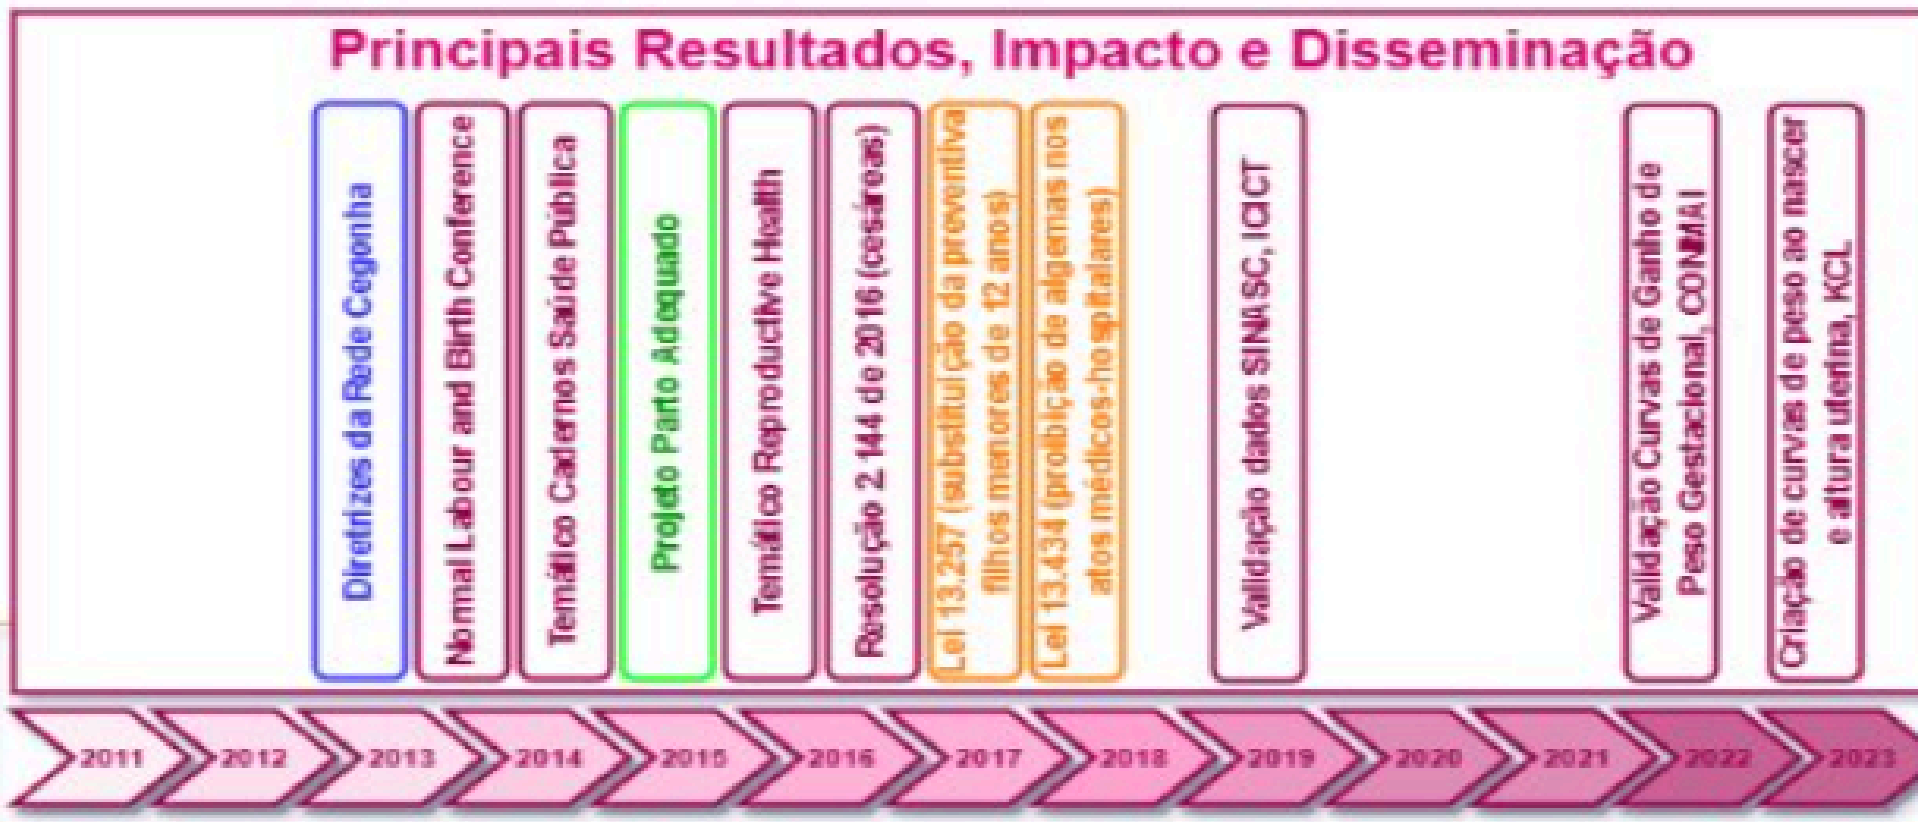 Principais Resultados, Impacto e Disseminação
Diretrizes da Rede Cegonha
Normal Labour and Birth Conference
Temático Cadernos Saúde Pública
Projeto Parto Adequado
Temático Reproductive Health
Resolução 2.144 de 2016 (cesáreas)
Lei 13.257 (substituição da preventiva
filhos menores de 12 anos)
Lei 13.434 (proibição de algemas nos
atos médicos-hospitalares)
Validação dados SINASC, ICICT
Validação Curvas de Ganho de
Peso Gestacional, CONMAI
Criação de curvas de peso ao nascer
e altura uterina, KCL
2011
2012
2013
2014
2015
2016
2017
2018
2019
2020
2021
2022
2023